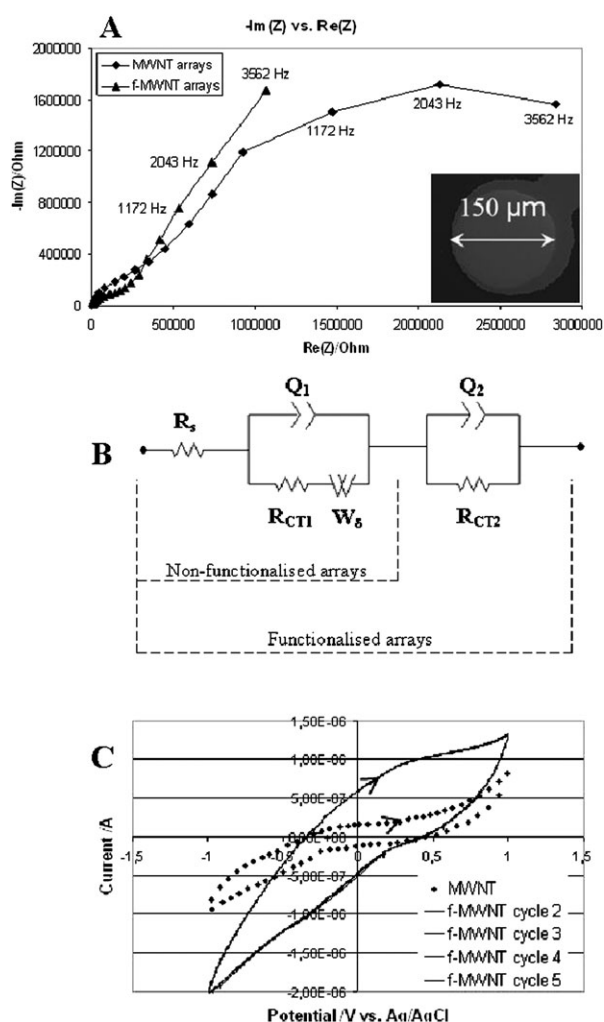 A
-Im (Z) vs. Re(Z)
2000000
1600000
1200000
800000
400000
0
-Im(Z)/Ohm
MWNT arrays
f-MWNT arrays
3562 Hz
2043 Hz
1172 Hz
1172 Hz
2043 Hz
3562 Hz
150 µm
0 500000 1000000 1500000 2000000 2500000 3000000
Re(Z)/Ohm
B
Rs
Q1
RCT1
Wδ
Q2
RCT2
Non-functionalised arrays
Functionalised arrays
C
1,50E-06
1,00E-06
5,00E-07
0,00E+00
-5,00E-07
-1,00E-06
-1,50E-06
-2,00E-06
Current /A
-1,5 -1 -0,5 0 0,5 1 1,5
MWNT
f-MWNT cycle 2
f-MWNT cycle 3
f-MWNT cycle 4
f-MWNT cycle 5
Potential /V vs. Ag/AgCl